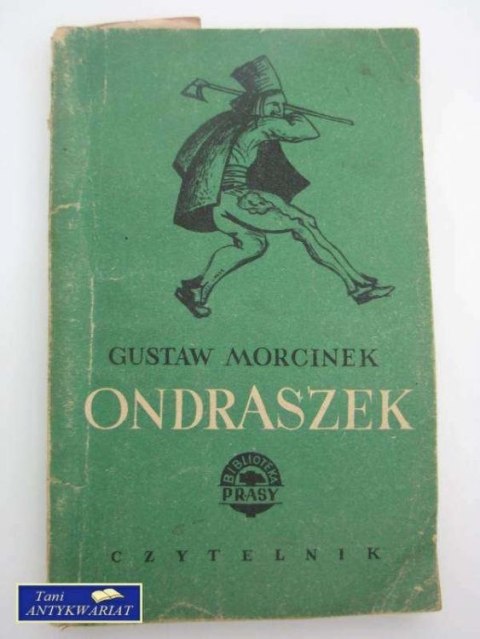 GUSTAW MORCINEK
ONDRASZEK
BIBLIOTEKA
PRASY
CZYTELNIK
Tani
ANTYKWARIAT